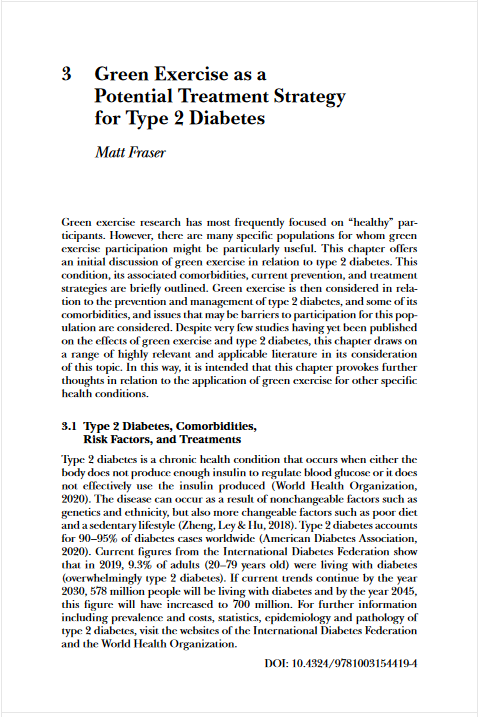 3 Green Exercise as a
Potential Treatment Strategy
for Type 2 Diabetes
Matt Fraser
Green exercise research has most frequently focused on “healthy” par-
ticipants. However, there are many specific populations for whom green
exercise participation might be particularly useful. This chapter offers
an initial discussion of green exercise in relation to type 2 diabetes. This
condition, its associated comorbidities, current prevention, and treatment
strategies are briefly outlined. Green exercise is then considered in rela-
tion to the prevention and management of type 2 diabetes, and some of its
comorbidities, and issues that may be barriers to participation for this pop-
ulation are considered. Despite very few studies having yet been published
on the effects of green exercise and type 2 diabetes, this chapter draws on
a range of highly relevant and applicable literature in its consideration
of this topic. In this way, it is intended that this chapter provokes further
thoughts in relation to the application of green exercise for other specific
health conditions.
3.1 Type 2 Diabetes, Comorbidities,
Risk Factors, and Treatments
Type 2 diabetes is a chronic health condition that occurs when either the
body does not produce enough insulin to regulate blood glucose or it does
not effectively use the insulin produced (World Health Organization,
2020). The disease can occur as a result of nonchangeable factors such as
genetics and ethnicity, but also more changeable factors such as poor diet
and a sedentary lifestyle (Zheng, Ley & Hu, 2018). Type 2 diabetes accounts
for 90–95% of diabetes cases worldwide (American Diabetes Association,
2020). Current figures from the International Diabetes Federation show
that in 2019, 9.3% of adults (20–79 years old) were living with diabetes
(overwhelmingly type 2 diabetes). If current trends continue by the year
2030, 578 million people will be living with diabetes and by the year 2045,
this figure will have increased to 700 million. For further information
including prevalence and costs, statistics, epidemiology and pathology of
type 2 diabetes, visit the websites of the International Diabetes Federation
and the World Health Organization.
DOI: 10.4324/9781003154419-4